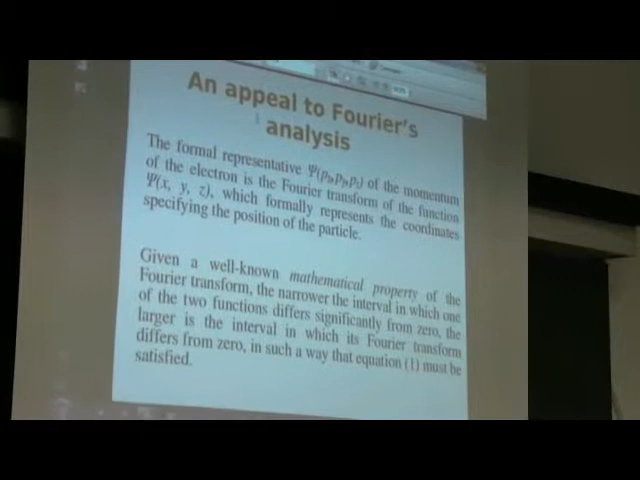 An appeal to Fourier's
analysis
The formal representative Ψ(pₓ,pᵧ,p𝓏) of the momentum
of the electron is the Fourier transform of the function
Ψ(x, y, z), which formally represents the coordinates
specifying the position of the particle.
Given a well-known mathematical property of the
Fourier transform, the narrower the interval in which one
of the two functions differs significantly from zero, the
larger is the interval in which its Fourier transform
differs from zero, in such a way that equation (1) must be
satisfied.